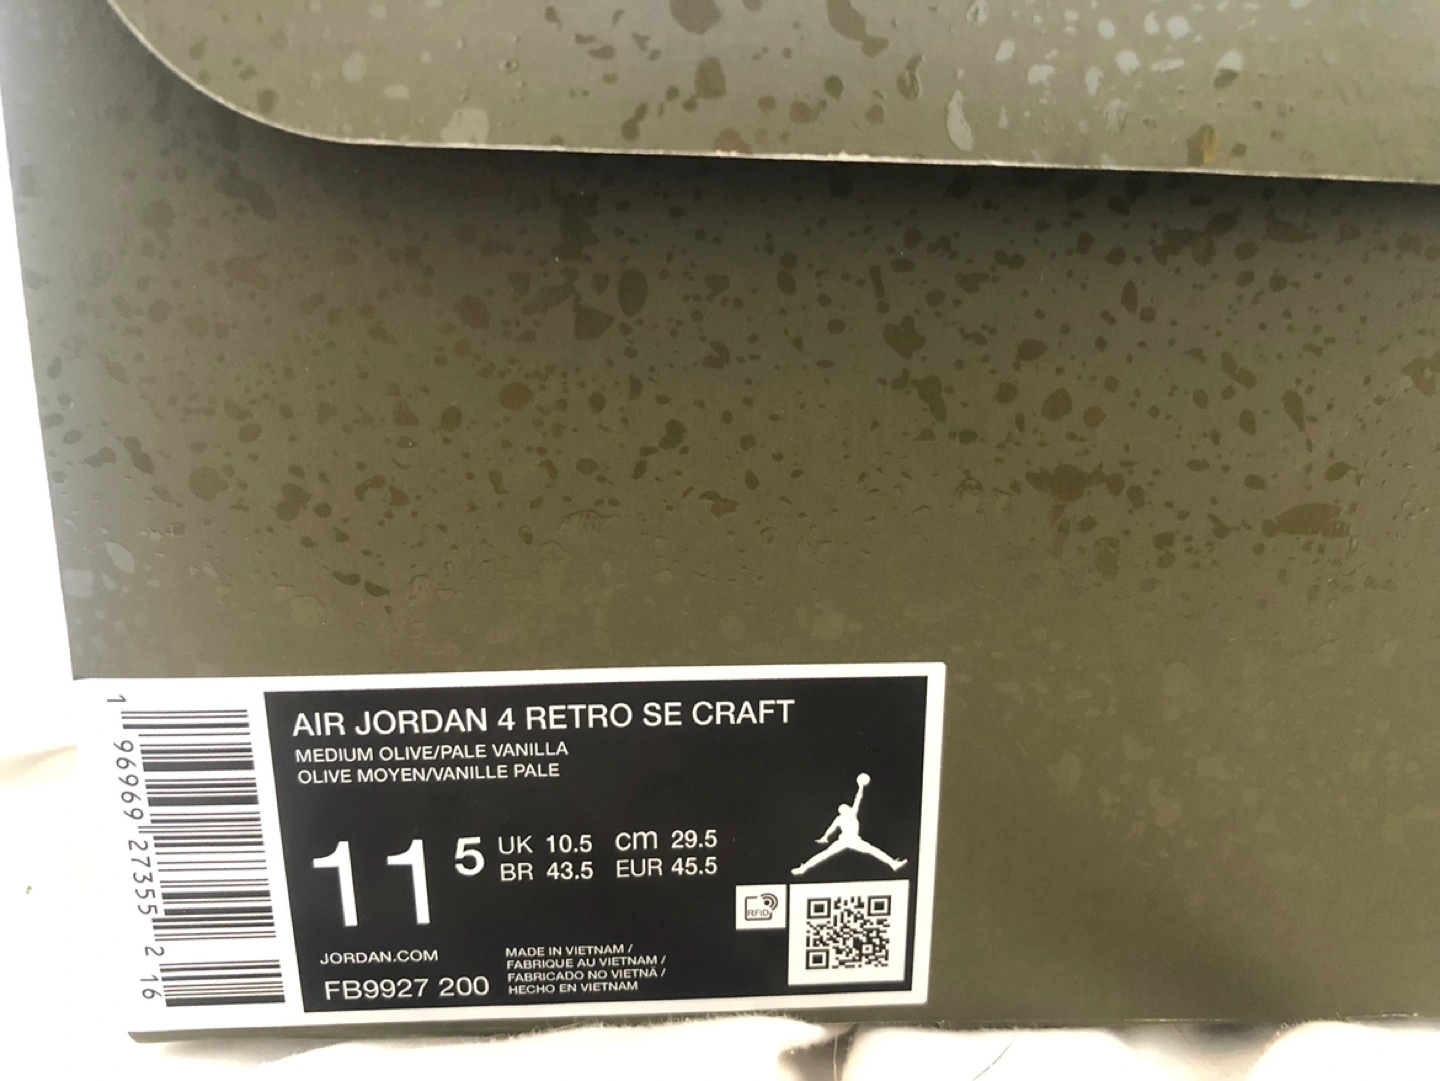 AIR JORDAN 4 RETRO SE CRAFT
MEDIUM OLIVE/PALE VANILLA
OLIVE MOYEN/VANILLE PALE
11 5
UK 10.5 cm 29.5
BR 43.5 EUR 45.5
RFID
JORDAN.COM
FB9927 200
MADE IN VIETNAM /
FABRIQUE AU VIETNAM /
FABRICADO NO VIETNÃ /
HECHO EN VIETNAM
1 96969 27355 2 16